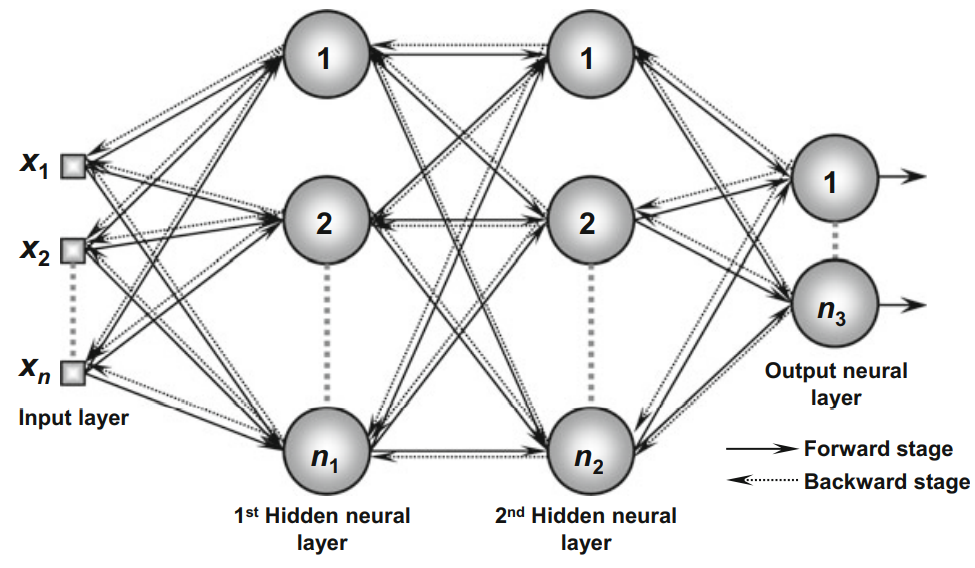 1
1
x1
1
2
2
x2
n3
xn
Output neural
layer
Input layer
n1
n2
Forward stage
Backward stage
1st Hidden neural
layer
2nd Hidden neural
layer